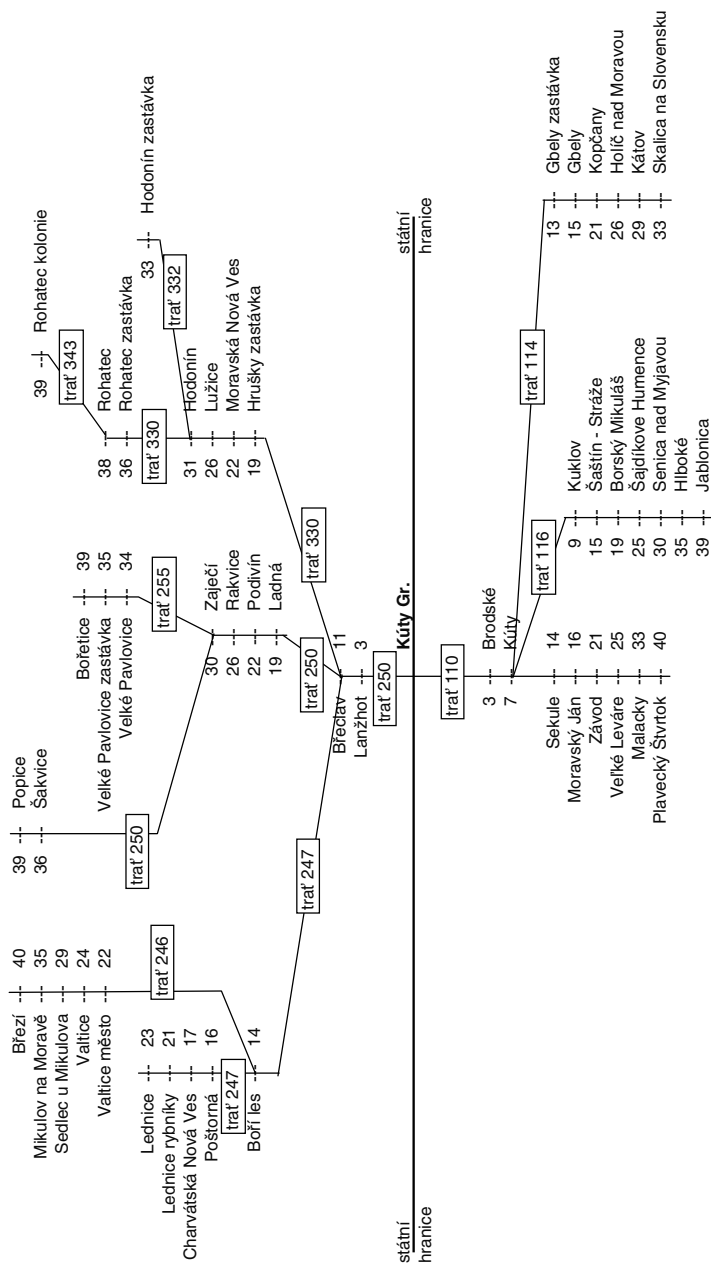 39 Rohatec kolonie
trať 343
38 Rohatec
36 Rohatec zastávka
trať 330
33 Hodonín zastávka
trať 332
31 Hodonín
26 Lužice
22 Moravská Nová Ves
19 Hrušky zastávka
trať 330
Bořetice 39
Velké Pavlovice zastávka 35
Velké Pavlovice 34
trať 255
39 Popice
36 Šakvice
trať 250
30 Zaječí
26 Rakvice
22 Podivín
19 Ladná
trať 250
Březí 40
Mikulov na Moravě 35
Sedlec u Mikulova 29
Valtice 24
Valtice město 22
trať 246
Lednice 23
Lednice rybníky 21
Charvátská Nová Ves 17
Poštorná 16
trať 247
Boří les 14
trať 247
Břeclav 11
Lanžhot 3
trať 250
Kúty Gr.
státní
hranice
státní
hranice
trať 110
3 Brodské
7 Kúty
Sekule 14
Moravský Ján 16
Závod 21
Veľké Leváre 25
Malacky 33
Plavecký Štvrtok 40
trať 116
9 Kuklov
15 Šaštín - Stráže
19 Borský Mikuláš
25 Šajdíkove Humence
30 Senica nad Myjavou
35 Hlboké
39 Jablonica
trať 114
13 Gbely zastávka
15 Gbely
21 Kopčany
26 Holíč nad Moravou
29 Kátov
33 Skalica na Slovensku